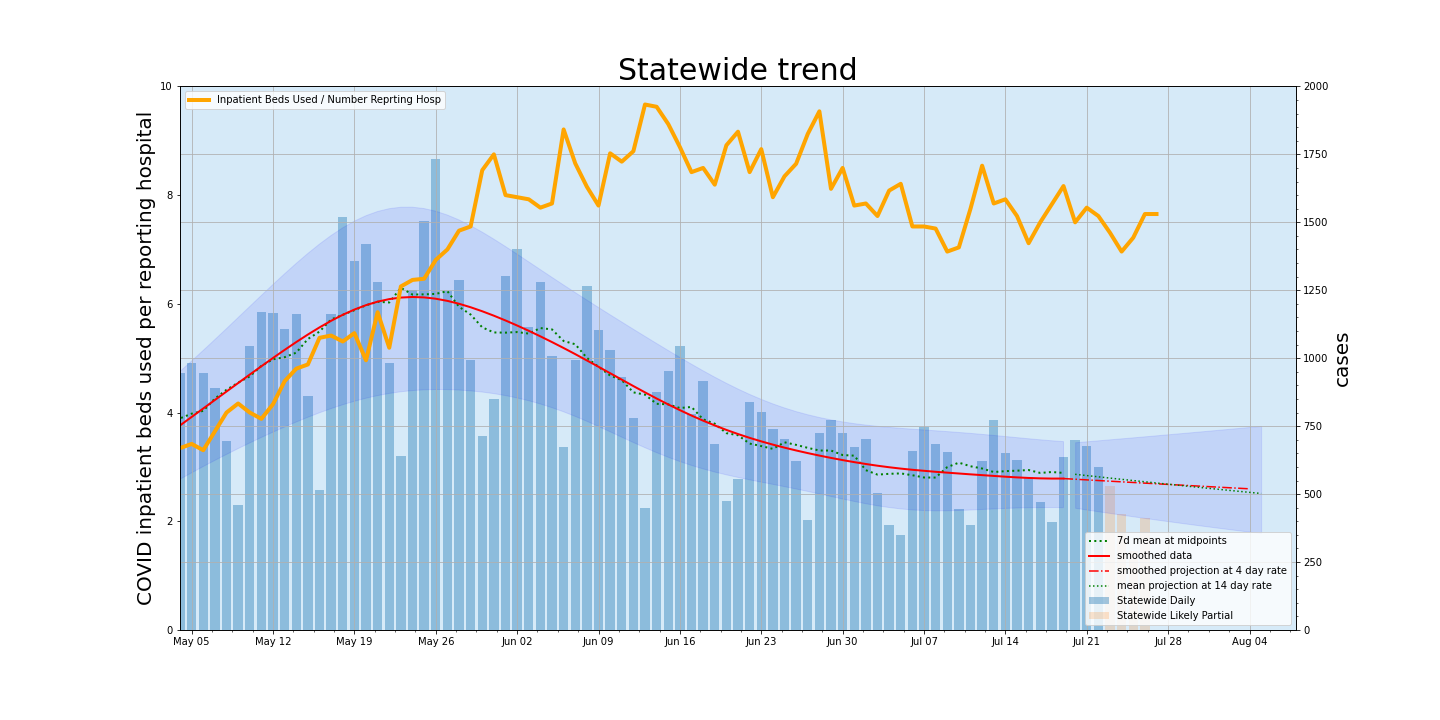 Statewide trend
COVID inpatient beds used per reporting hospital
10
8
6
4
2
0
Inpatient Beds Used / Number Reprting Hosp
2000
1750
1500
1250
1000
750
500
250
0
cases
7d mean at midpoints
smoothed data
smoothed projection at 4 day rate
mean projection at 14 day rate
Statewide Daily
Statewide Likely Partial
May 05
May 12
May 19
May 26
Jun 02
Jun 09
Jun 16
Jun 23
Jun 30
Jul 07
Jul 14
Jul 21
Jul 28
Aug 04